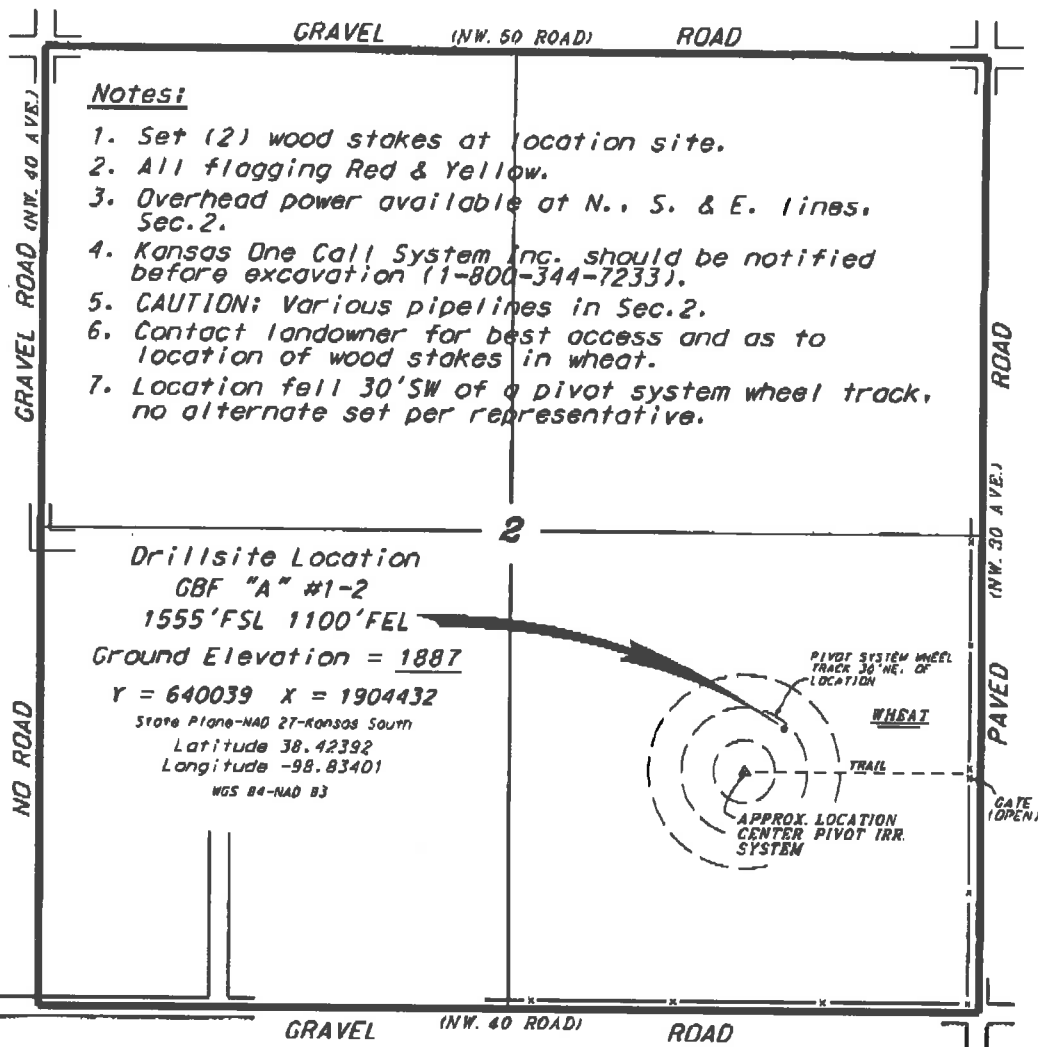 GRAVEL (NW. 50 ROAD) ROAD
GRAVEL ROAD (NW. 40 AVE.)
Notes:
1. Set (2) wood stakes at location site.
2. All flagging Red & Yellow.
3. Overhead power available at N., S. & E. lines,
Sec.2.
4. Kansas One Call System Inc. should be notified
before excavation (1-800-344-7233).
5. CAUTION: Various pipelines in Sec.2.
6. Contact landowner for best access and as to
location of wood stakes in wheat.
7. Location fell 30'SW of a pivot system wheel track,
no alternate set per representative.
2
Drillsite Location
GBF "A" #1-2
1555'FSL 1100'FEL
Ground Elevation = 1887
Y = 640039 X = 1904432
State Plane-NAD 27-Kansas South
Latitude 38.42392
Longitude -98.83401
WGS 84-NAD 83
NO ROAD
PIVOT SYSTEM WHEEL
TRACK 30'NE. OF
LOCATION
WHEAT
TRAIL
APPROX. LOCATION
CENTER PIVOT IRR.
SYSTEM
GATE
(OPEN)
PAVED (NW. 30 AVE.) ROAD
GRAVEL (NW. 40 ROAD) ROAD